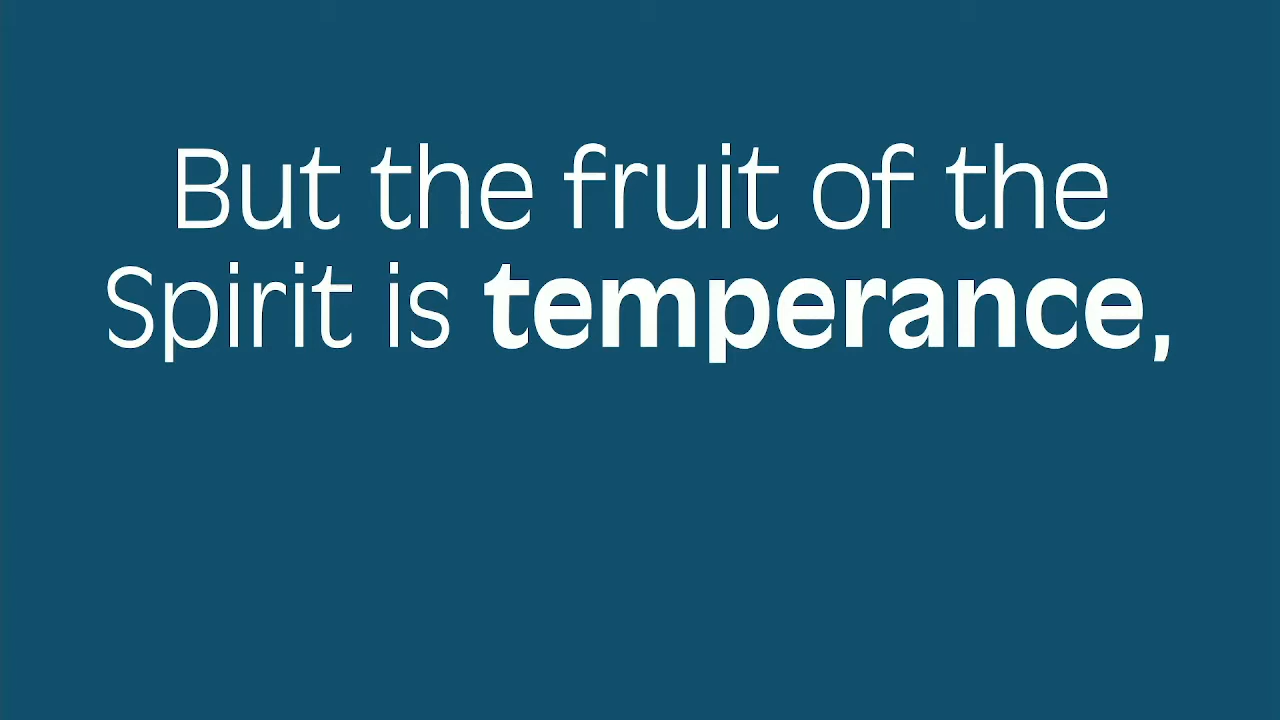 But the fruit of the
Spirit is temperance,